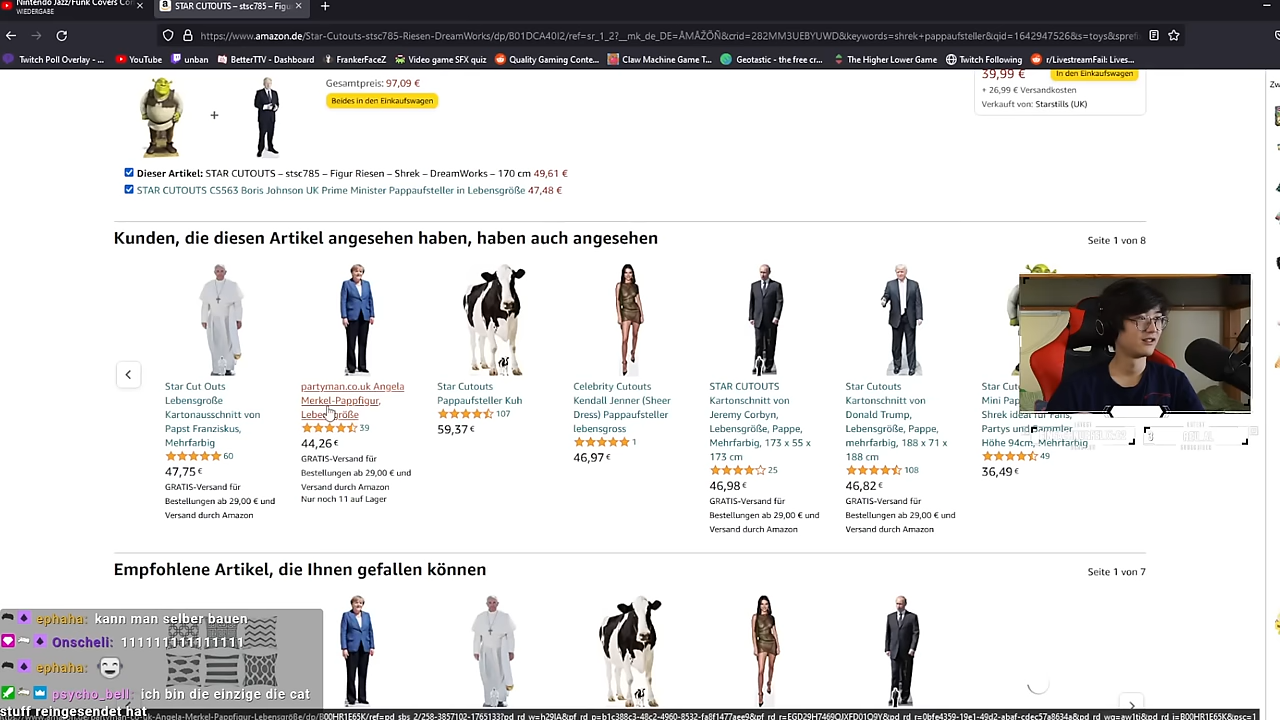 Nintendo Jazz/Funk Covers Con
WIEDERGABE
STAR CUTOUTS – stsc785 – Figur
https://www.amazon.de/Star-Cutouts-stsc785-Riesen-DreamWorks/dp/B01DCA40I2/ref=sr_1_2?__mk_de_DE=ÅMÅŽÕÑ&crid=282MM3UEBYUWD&keywords=shrek+pappaufsteller&qid=1642947526&s=toys&sprefi
Twitch Poll Overlay - ... YouTube unban BetterTTV - Dashboard FrankerFaceZ Video game SFX quiz Quality Gaming Conte... Claw Machine Game T... Geotastic - the free cr... The Higher Lower Game Twitch Following r/LivestreamFail: Lives...
Gesamtpreis: 97,09 €
Beides in den Einkaufswagen
+
39,99 €
In den Einkaufswagen
+ 26,99 € Versandkosten
Verkauft von: Starstills (UK)
Dieser Artikel: STAR CUTOUTS – stsc785 – Figur Riesen – Shrek – DreamWorks – 170 cm 49,61 €
STAR CUTOUTS CS563 Boris Johnson UK Prime Minister Pappaufsteller in Lebensgröße 47,48 €
Kunden, die diesen Artikel angesehen haben, haben auch angesehen
Seite 1 von 8
Star Cut Outs
Lebensgröße
Kartonausschnitt von
Papst Franziskus,
Mehrfarbig
60
47,75 €
GRATIS-Versand für
Bestellungen ab 29,00 € und
Versand durch Amazon
partyman.co.uk Angela
Merkel-Pappfigur,
Lebensgröße
39
44,26 €
GRATIS-Versand für
Bestellungen ab 29,00 € und
Versand durch Amazon
Nur noch 11 auf Lager
Star Cutouts
Pappaufsteller Kuh
107
59,37 €
Celebrity Cutouts
Kendall Jenner (Sheer
Dress) Pappaufsteller
lebensgross
1
46,97 €
STAR CUTOUTS
Kartonschnitt von
Jeremy Corbyn,
Lebensgröße, Pappe,
Mehrfarbig, 173 x 55 x
173 cm
25
46,98 €
GRATIS-Versand für
Bestellungen ab 29,00 € und
Versand durch Amazon
Star Cutouts
Kartonschnitt von
Donald Trump,
Lebensgröße, Pappe,
mehrfarbig, 188 x 71 x
188 cm
108
46,82 €
GRATIS-Versand für
Bestellungen ab 29,00 € und
Versand durch Amazon
Star Cut
Mini Pap
Shrek ideal für Fans,
Partys und Sammler
Höhe 94cm, Mehrfarbig
49
36,49 €
Empfohlene Artikel, die Ihnen gefallen können
Seite 1 von 7
ephaha: kann man selber bauen
Onscheli: 11111111111111111
ephaha:
psycho_bell: ich bin die einzige die cat
stuff reingesendet hat